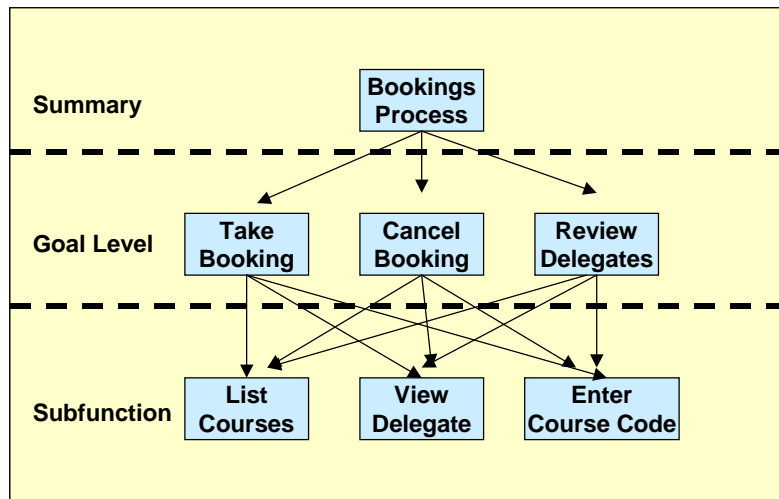 Bookings
Process
Summary
Goal Level
Take
Booking
Cancel
Booking
Review
Delegates
Subfunction
List
Courses
View
Delegate
Enter
Course Code